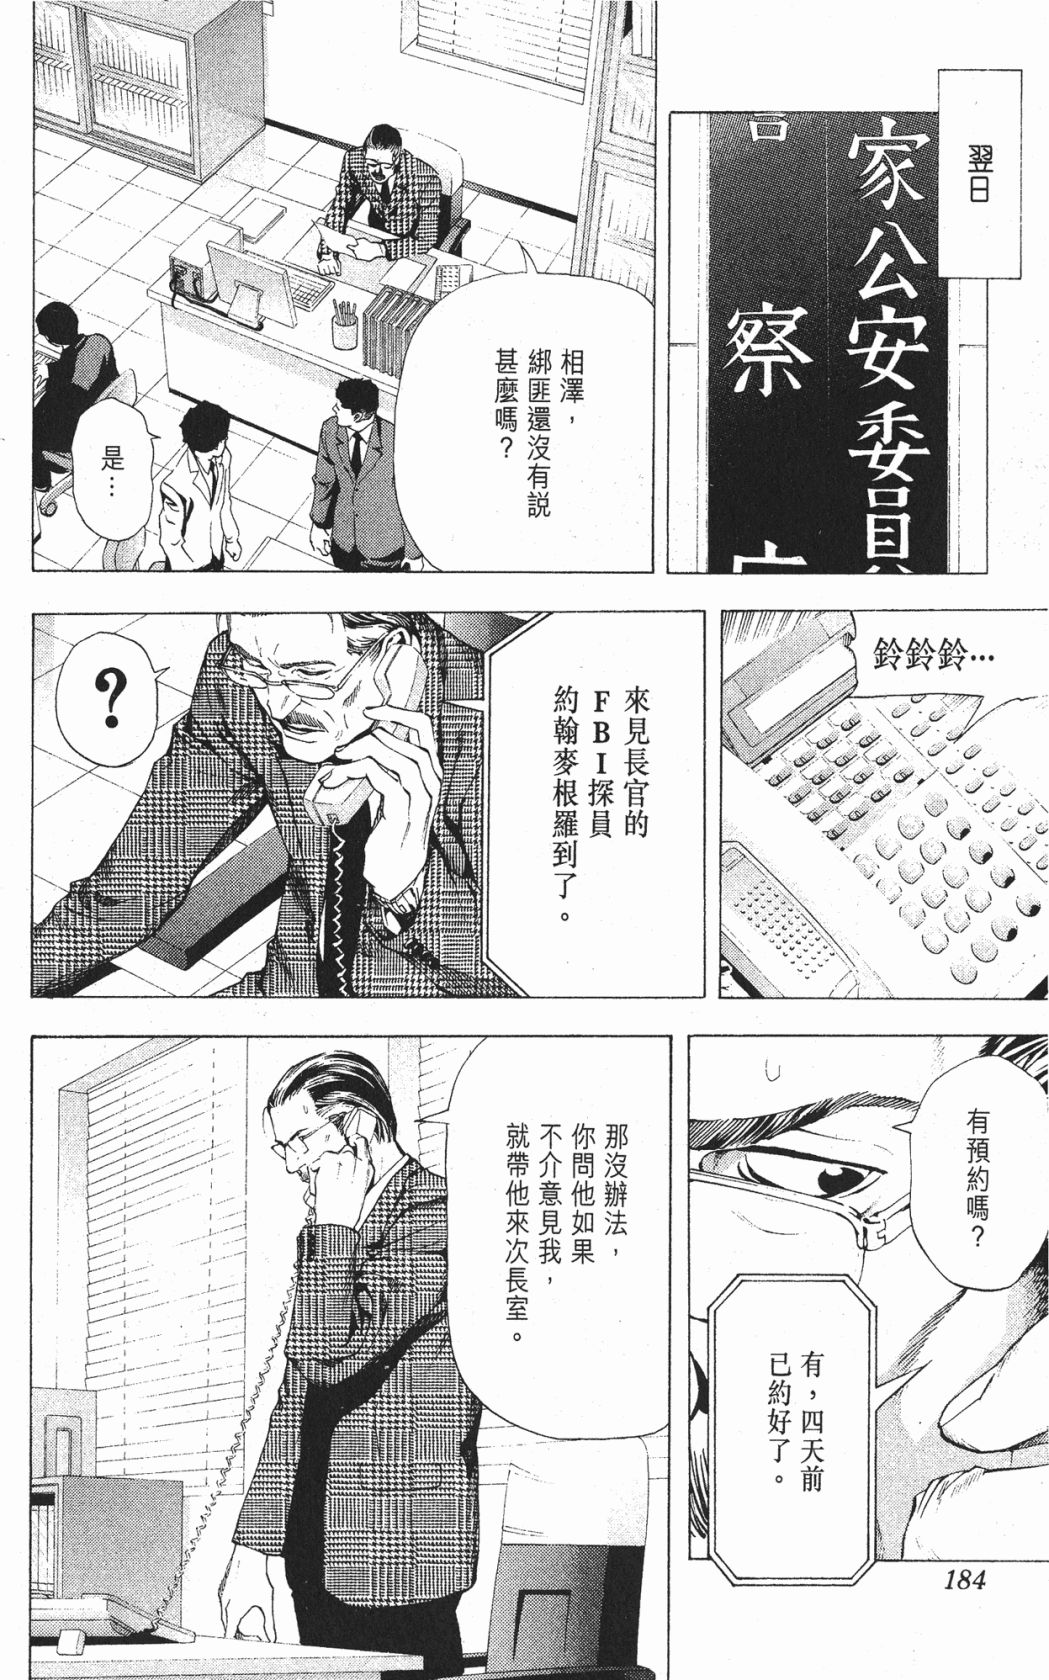 翌日
家公安委員
察
相澤，
綁匪還沒有説
甚麼嗎？
是…
鈴鈴鈴…
來見長官的
FBI探員
約翰麥根羅到了。
？
有預約嗎？
有，四天前
已約好了。
那沒辦法，
你問他如果
不介意見我，
就帶他來次長室。
184